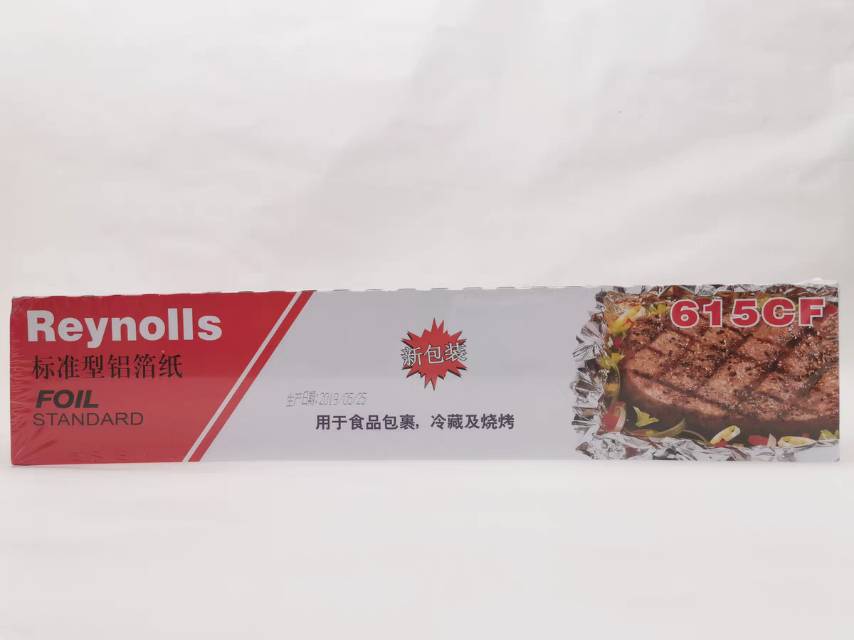 Reynolls
标准型铝箔纸
FOIL
STANDARD
新包装
生产日期:2019/05/25
用于食品包裹，冷藏及烧烤
615CF